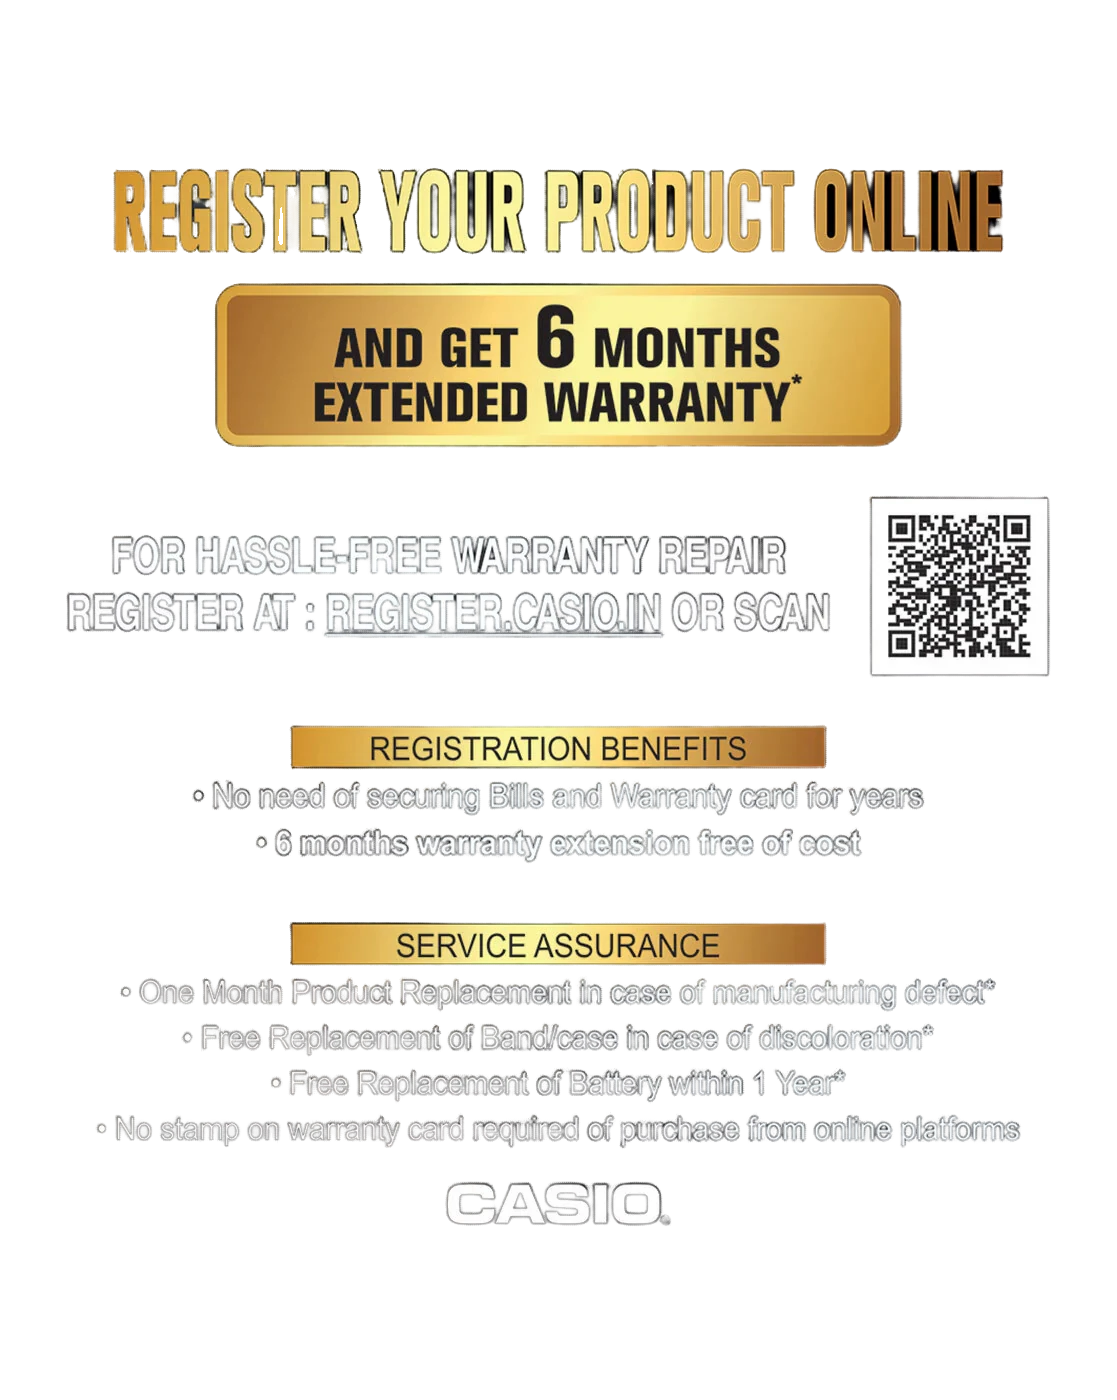 REGISTER YOUR PRODUCT ONLINE
AND GET 6 MONTHS
EXTENDED WARRANTY*
FOR HASSLE-FREE WARRANTY REPAIR
REGISTER AT : REGISTER.CASIO.IN OR SCAN
REGISTRATION BENEFITS
• No need of securing Bills and Warranty card for years
• 6 months warranty extension free of cost
SERVICE ASSURANCE
• One Month Product Replacement in case of manufacturing defect*
• Free Replacement of Band/case in case of discoloration*
• Free Replacement of Battery within 1 Year*
• No stamp on warranty card required of purchase from online platforms
CASIO